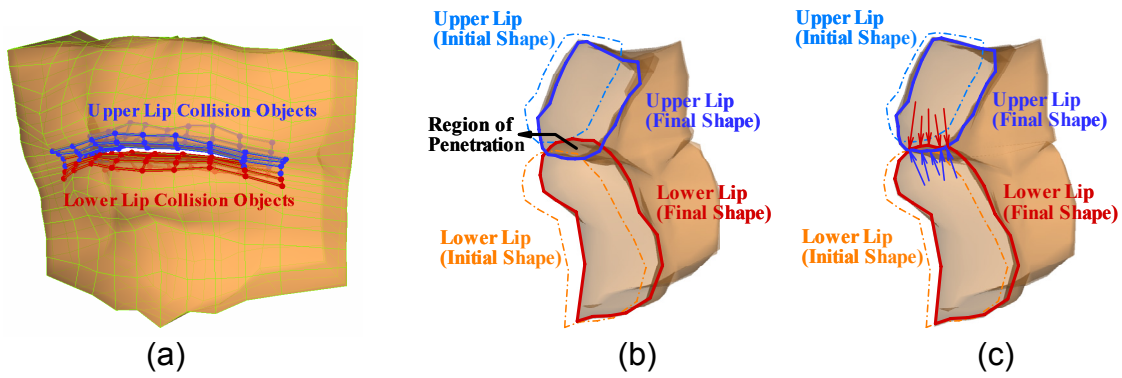 Upper Lip Collision Objects
Lower Lip Collision Objects
(a)
Upper Lip
(Initial Shape)
Upper Lip
(Final Shape)
Region of
Penetration
Lower Lip
(Final Shape)
Lower Lip
(Initial Shape)
(b)
Upper Lip
(Initial Shape)
Upper Lip
(Final Shape)
Lower Lip
(Final Shape)
Lower Lip
(Initial Shape)
(c)